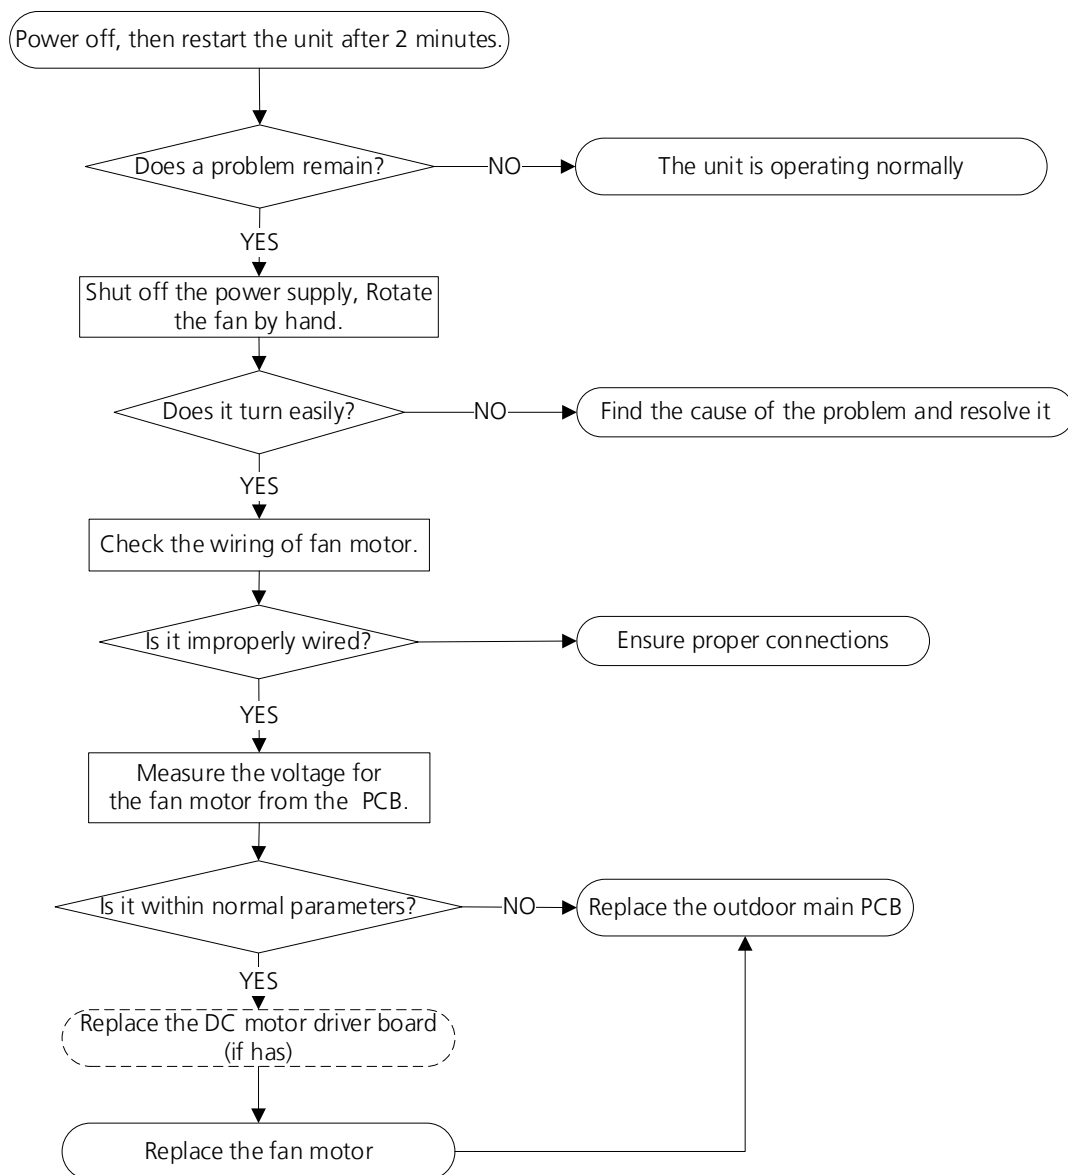 Power off, then restart the unit after 2 minutes.
Does a problem remain?
NO
The unit is operating normally
YES
Shut off the power supply, Rotate
the fan by hand.
Does it turn easily?
NO
Find the cause of the problem and resolve it
YES
Check the wiring of fan motor.
Is it improperly wired?
Ensure proper connections
YES
Measure the voltage for
the fan motor from the PCB.
Is it within normal parameters?
NO
Replace the outdoor main PCB
YES
Replace the DC motor driver board
(if has)
Replace the fan motor